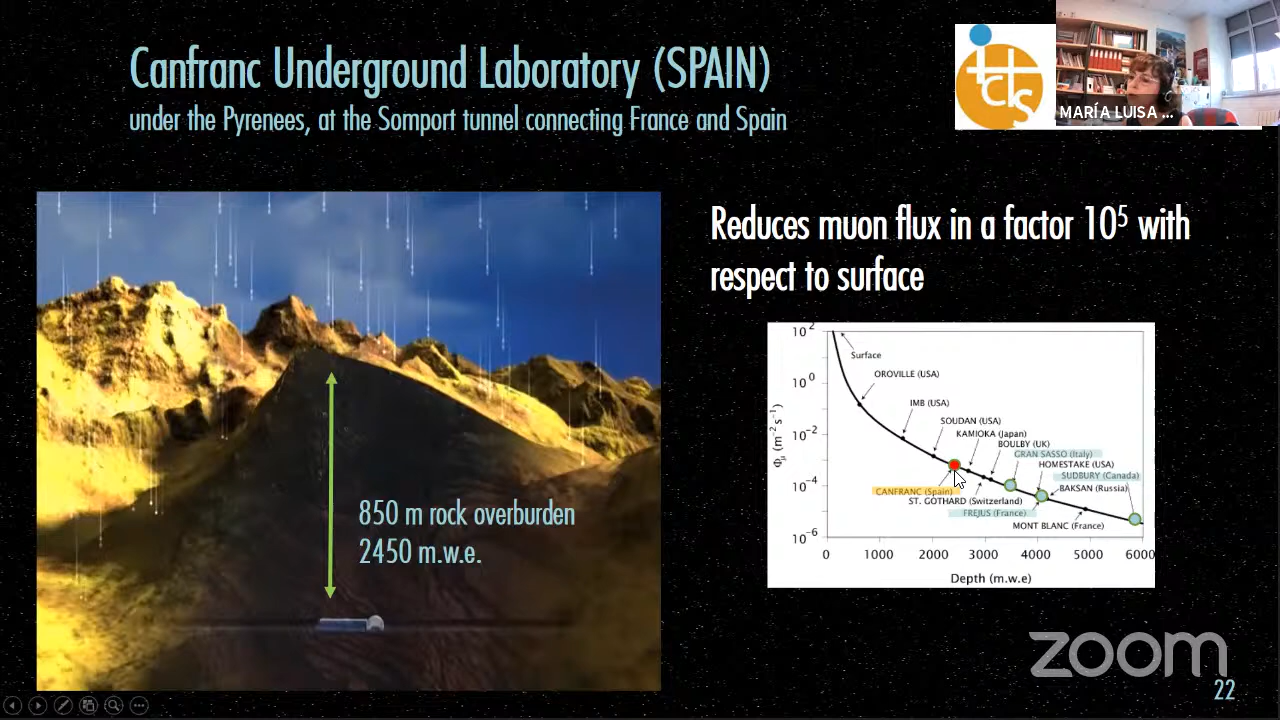 Canfranc Underground Laboratory (SPAIN)
under the Pyrenees, at the Somport tunnel connecting France and Spain
ICTS
MARÍA LUISA ...
Reduces muon flux in a factor 10⁵ with
respect to surface
850 m rock overburden
2450 m.w.e.
10²
10⁰
10⁻²
10⁻⁴
10⁻⁶
Φμ (m⁻² s⁻¹)
Surface
OROVILLE (USA)
IMB (USA)
SOUDAN (USA)
KAMIOKA (Japan)
BOULBY (UK)
GRAN SASSO (Italy)
HOMESTAKE (USA)
SUDBURY (Canada)
CANFRANC (Spain)
BAKSAN (Russia)
ST. GOTHARD (Switzerland)
FREJUS (France)
MONT BLANC (France)
0 1000 2000 3000 4000 5000 6000
Depth (m.w.e)
zoom
22